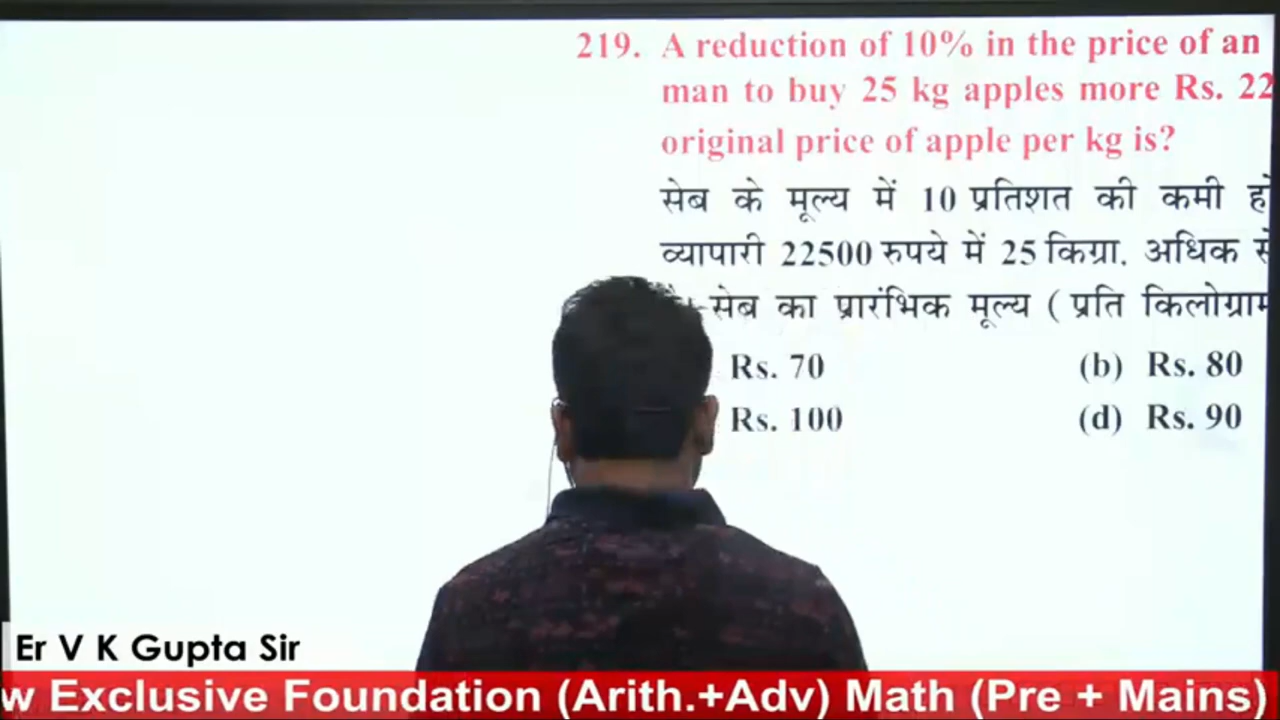 219. A reduction of 10% in the price of an
man to buy 25 kg apples more Rs. 22
original price of apple per kg is?
सेब के मूल्य में 10 प्रतिशत की कमी
व्यापारी 22500 रुपये में 25 किग्रा. अधिक
सेब का प्रारंभिक मूल्य ( प्रति किलोग्राम
Rs. 70 (b) Rs. 80
Rs. 100 (d) Rs. 90
Er V K Gupta Sir
w Exclusive Foundation (Arith.+Adv) Math (Pre + Mains)